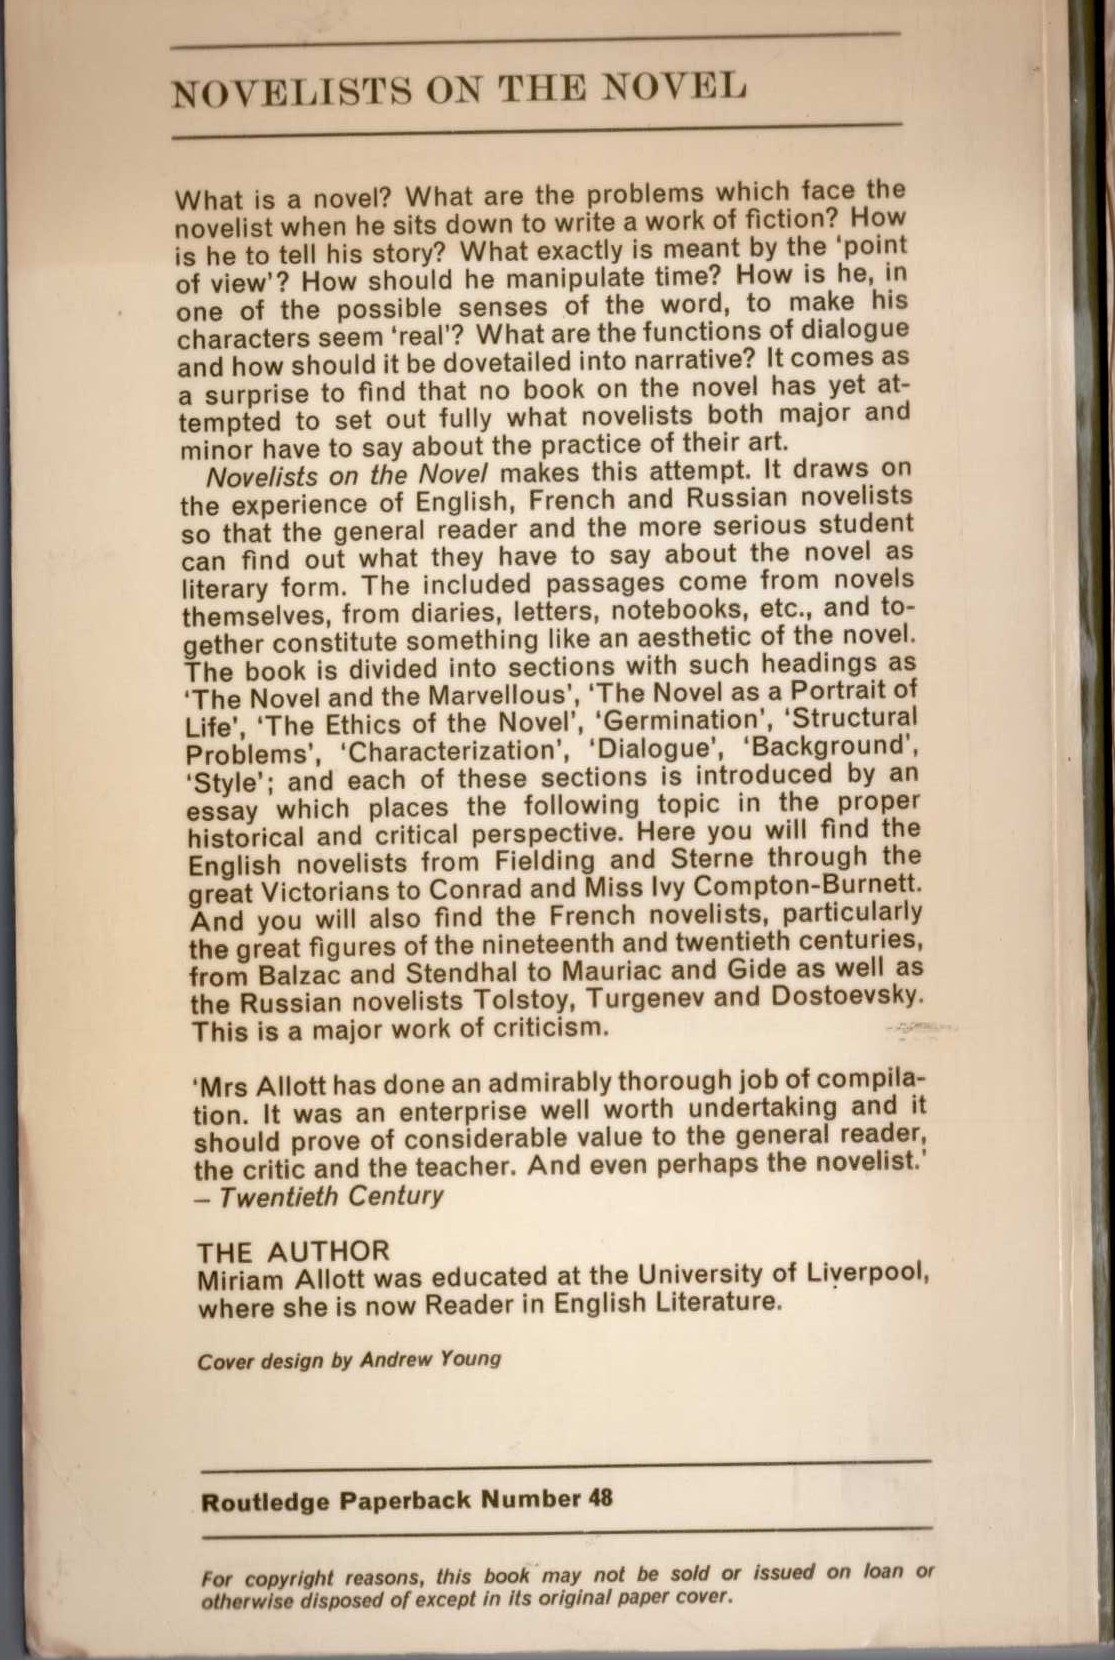 NOVELISTS ON THE NOVEL
What is a novel? What are the problems which face the
novelist when he sits down to write a work of fiction? How
is he to tell his story? What exactly is meant by the ‘point
of view’? How should he manipulate time? How is he, in
one of the possible senses of the word, to make his
characters seem ‘real’? What are the functions of dialogue
and how should it be dovetailed into narrative? It comes as
a surprise to find that no book on the novel has yet at-
tempted to set out fully what novelists both major and
minor have to say about the practice of their art.
Novelists on the Novel makes this attempt. It draws on
the experience of English, French and Russian novelists
so that the general reader and the more serious student
can find out what they have to say about the novel as
literary form. The included passages come from novels
themselves, from diaries, letters, notebooks, etc., and to-
gether constitute something like an aesthetic of the novel.
The book is divided into sections with such headings as
‘The Novel and the Marvellous’, ‘The Novel as a Portrait of
Life’, ‘The Ethics of the Novel’, ‘Germination’, ‘Structural
Problems’, ‘Characterization’, ‘Dialogue’, ‘Background’,
‘Style’; and each of these sections is introduced by an
essay which places the following topic in the proper
historical and critical perspective. Here you will find the
English novelists from Fielding and Sterne through the
great Victorians to Conrad and Miss Ivy Compton-Burnett.
And you will also find the French novelists, particularly
the great figures of the nineteenth and twentieth centuries,
from Balzac and Stendhal to Mauriac and Gide as well as
the Russian novelists Tolstoy, Turgenev and Dostoevsky.
This is a major work of criticism.
‘Mrs Allott has done an admirably thorough job of compila-
tion. It was an enterprise well worth undertaking and it
should prove of considerable value to the general reader,
the critic and the teacher. And even perhaps the novelist.’
– Twentieth Century
THE AUTHOR
Miriam Allott was educated at the University of Liverpool,
where she is now Reader in English Literature.
Cover design by Andrew Young
Routledge Paperback Number 48
For copyright reasons, this book may not be sold or issued on loan or
otherwise disposed of except in its original paper cover.